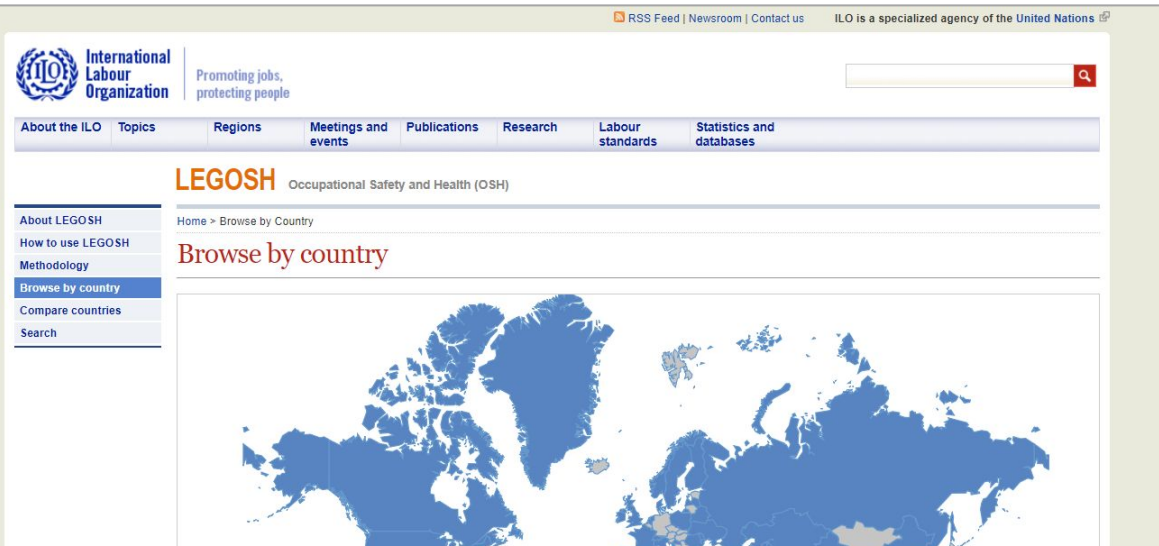 RSS Feed | Newsroom | Contact us ILO is a specialized agency of the United Nations
International
Labour
Organization
Promoting jobs,
protecting people
About the ILO Topics Regions Meetings and events Publications Research Labour standards Statistics and databases
LEGOSH Occupational Safety and Health (OSH)
About LEGOSH
How to use LEGOSH
Methodology
Browse by country
Compare countries
Search
Home > Browse by Country
Browse by country